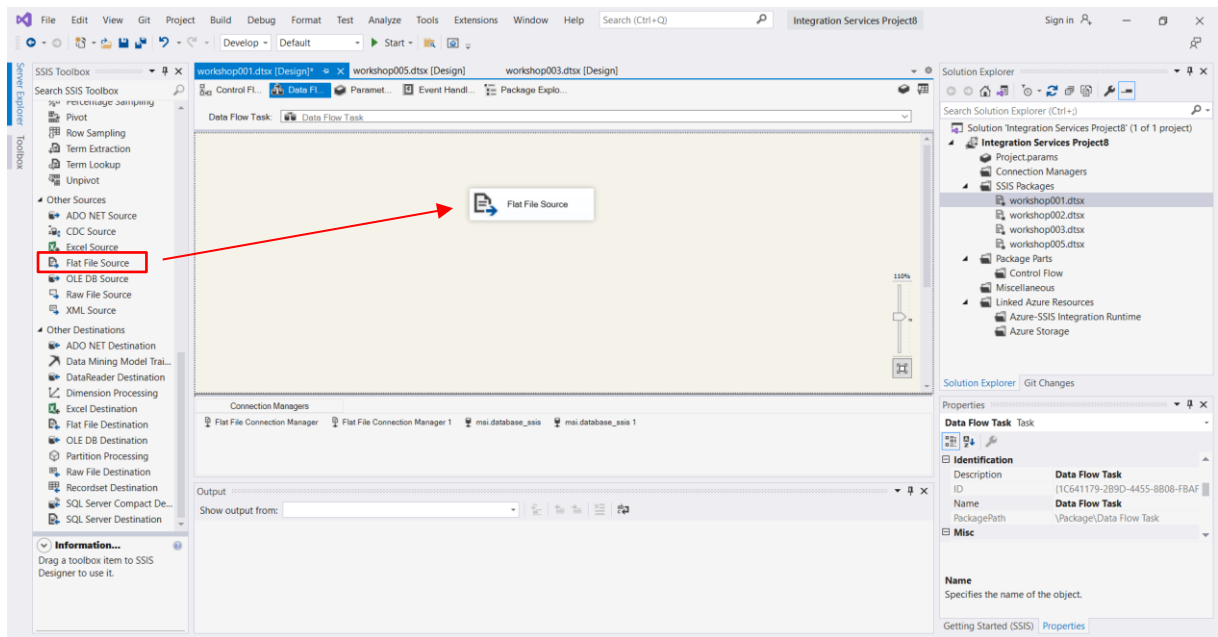 File Edit View Git Project Build Debug Format Test Analyze Tools Extensions Window Help Search (Ctrl+Q) Integration Services Project8 Sign in
Develop Default Start
SSIS Toolbox
Search SSIS Toolbox
Percentage Sampling
Pivot
Row Sampling
Term Extraction
Term Lookup
Unpivot
Other Sources
ADO NET Source
CDC Source
Excel Source
Flat File Source
OLE DB Source
Raw File Source
XML Source
Other Destinations
ADO NET Destination
Data Mining Model Trai...
DataReader Destination
Dimension Processing
Excel Destination
Flat File Destination
OLE DB Destination
Partition Processing
Raw File Destination
Recordset Destination
SQL Server Compact De...
SQL Server Destination
Information...
Drag a toolbox item to SSIS
Designer to use it.
Server Explorer
Toolbox
workshop001.dtsx [Design]* workshop005.dtsx [Design] workshop003.dtsx [Design]
Control Fl... Data Fl... Paramet... Event Handl... Package Explo...
Data Flow Task: Data Flow Task
Flat File Source
110%
Connection Managers
Flat File Connection Manager Flat File Connection Manager 1 msi.database_ssis msi.database_ssis 1
Output
Show output from:
Solution Explorer
Search Solution Explorer (Ctrl+;)
Solution 'Integration Services Project8' (1 of 1 project)
Integration Services Project8
Project.params
Connection Managers
SSIS Packages
workshop001.dtsx
workshop002.dtsx
workshop003.dtsx
workshop005.dtsx
Package Parts
Control Flow
Miscellaneous
Linked Azure Resources
Azure-SSIS Integration Runtime
Azure Storage
Solution Explorer Git Changes
Properties
Data Flow Task Task
Identification
Description Data Flow Task
ID {1C641179-2B9D-4455-8B08-FBAF
Name Data Flow Task
PackagePath \Package\Data Flow Task
Misc
Name
Specifies the name of the object.
Getting Started (SSIS) Properties